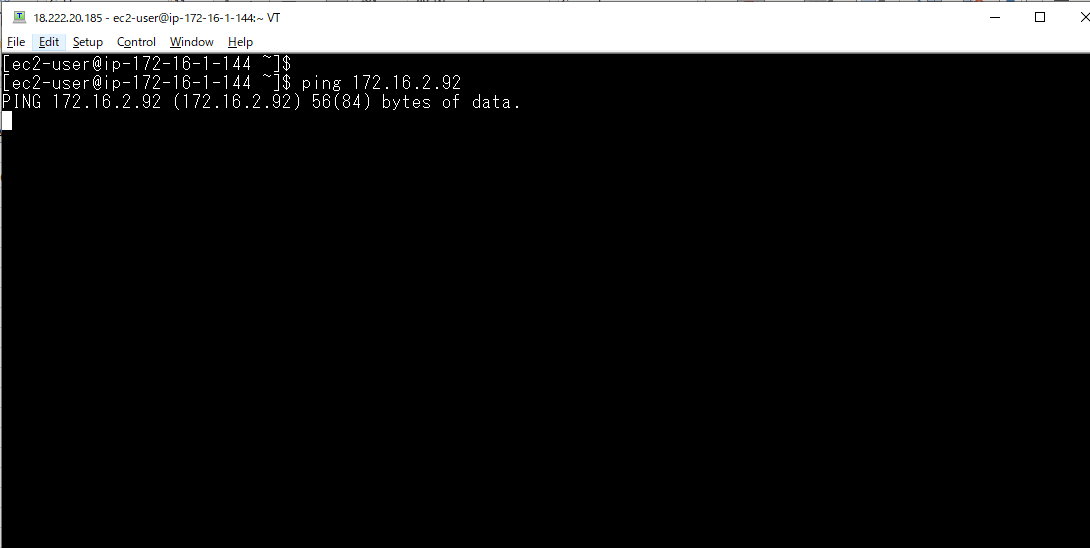 18.222.20.185 - ec2-user@ip-172-16-1-144:~ VT
File Edit Setup Control Window Help
[ec2-user@ip-172-16-1-144 ~]$
[ec2-user@ip-172-16-1-144 ~]$ ping 172.16.2.92
PING 172.16.2.92 (172.16.2.92) 56(84) bytes of data.